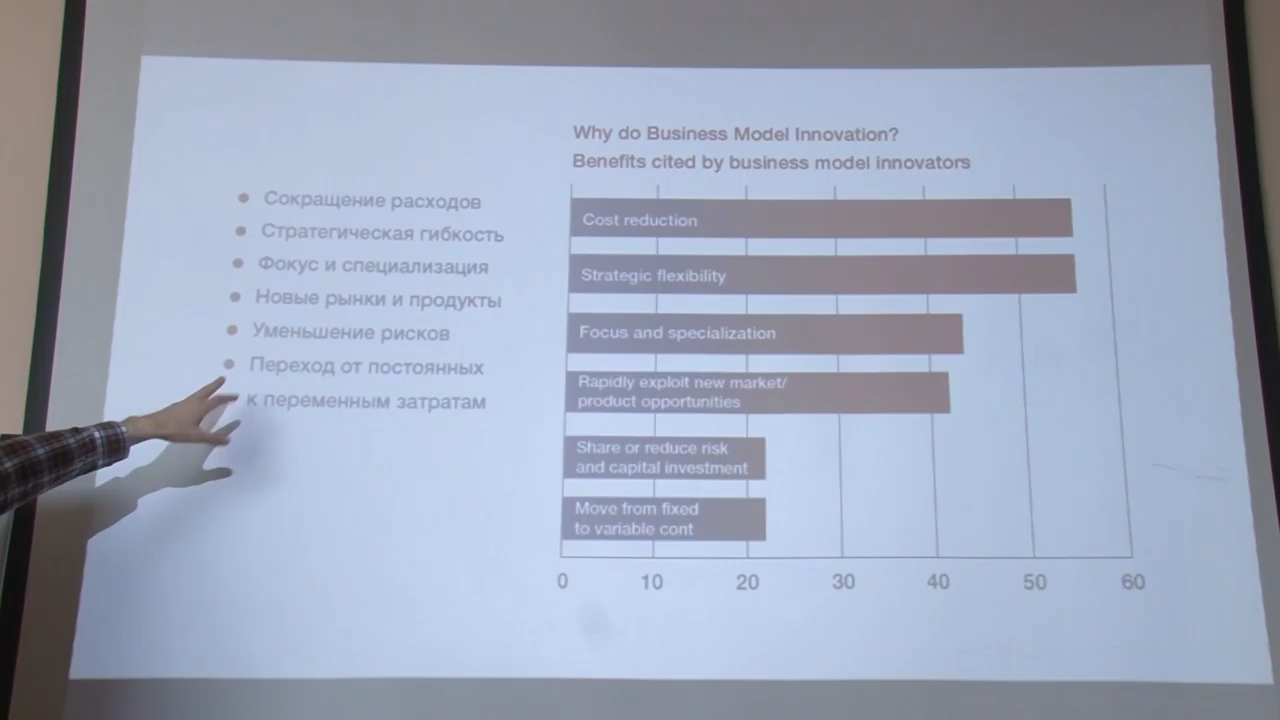 Сокращение расходов
Стратегическая гибкость
Фокус и специализация
Новые рынки и продукты
Уменьшение рисков
Переход от постоянных
к переменным затратам
Why do Business Model Innovation?
Benefits cited by business model innovators
Cost reduction
Strategic flexibility
Focus and specialization
Rapidly exploit new market/
product opportunities
Share or reduce risk
and capital investment
Move from fixed
to variable cont
0 10 20 30 40 50 60